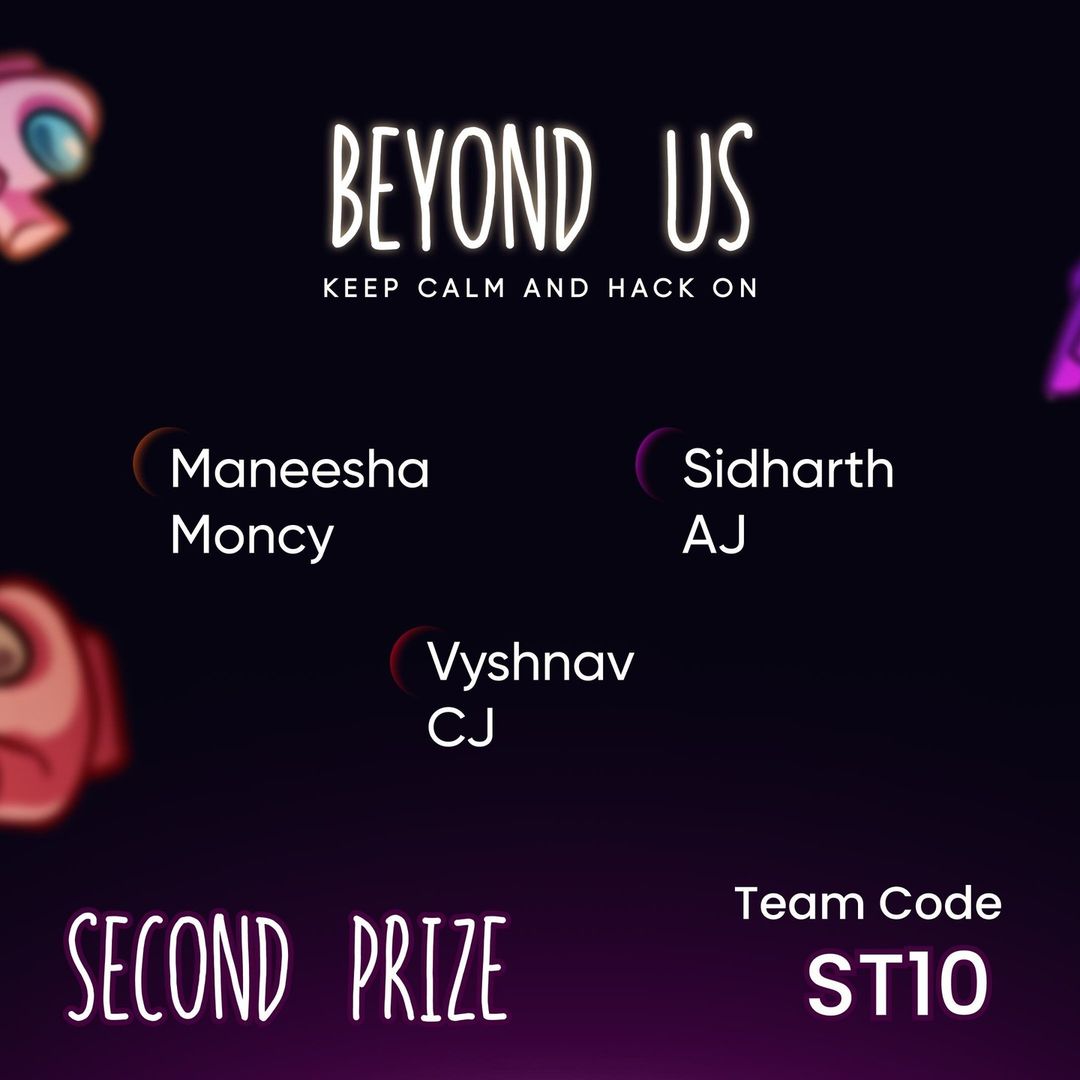 BEYOND US
KEEP CALM AND HACK ON
Maneesha
Moncy
Sidharth
AJ
Vyshnav
CJ
SECOND PRIZE
Team Code
ST10